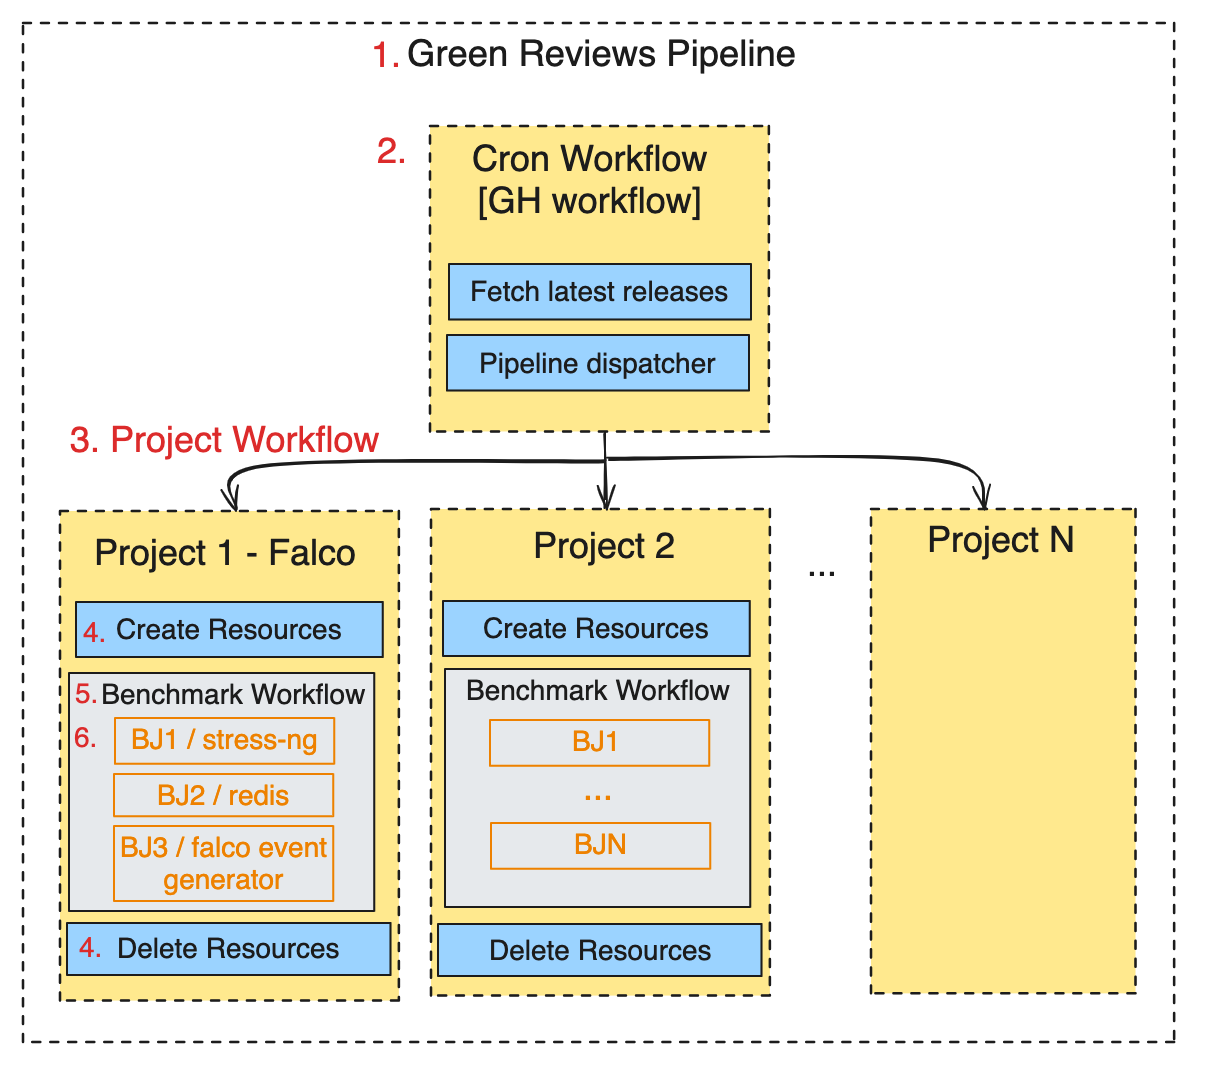 1. Green Reviews Pipeline
2.
Cron Workflow
[GH workflow]
Fetch latest releases
Pipeline dispatcher
3. Project Workflow
Project 1 - Falco
4. Create Resources
5. Benchmark Workflow
6. BJ1 / stress-ng
BJ2 / redis
BJ3 / falco event
generator
4. Delete Resources
Project 2
Create Resources
Benchmark Workflow
BJ1
...
BJN
Delete Resources
...
Project N